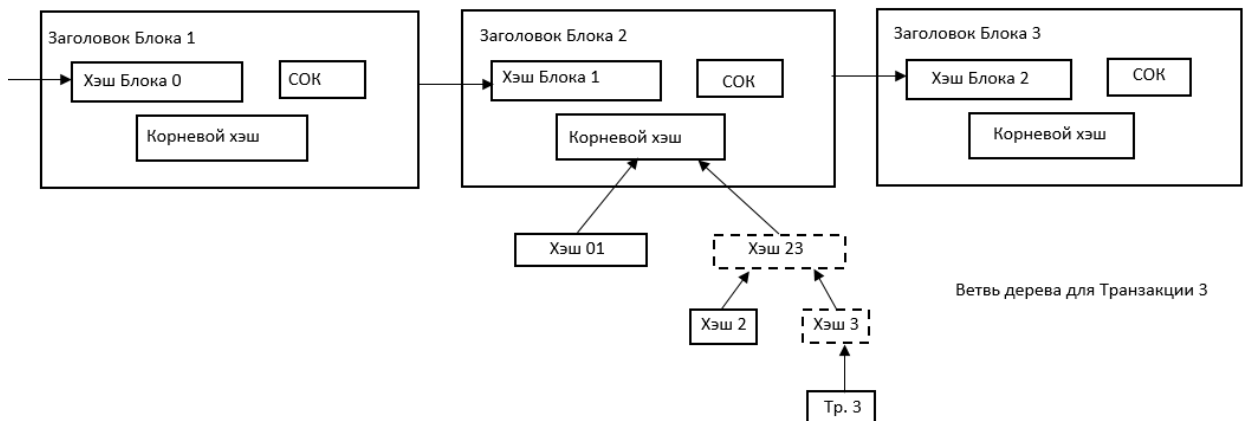 Заголовок Блока 1
Хэш Блока 0
СОК
Корневой хэш
Заголовок Блока 2
Хэш Блока 1
СОК
Корневой хэш
Заголовок Блока 3
Хэш Блока 2
СОК
Корневой хэш
Хэш 01
Хэш 23
Хэш 2
Хэш 3
Тр. 3
Ветвь дерева для Транзакции 3